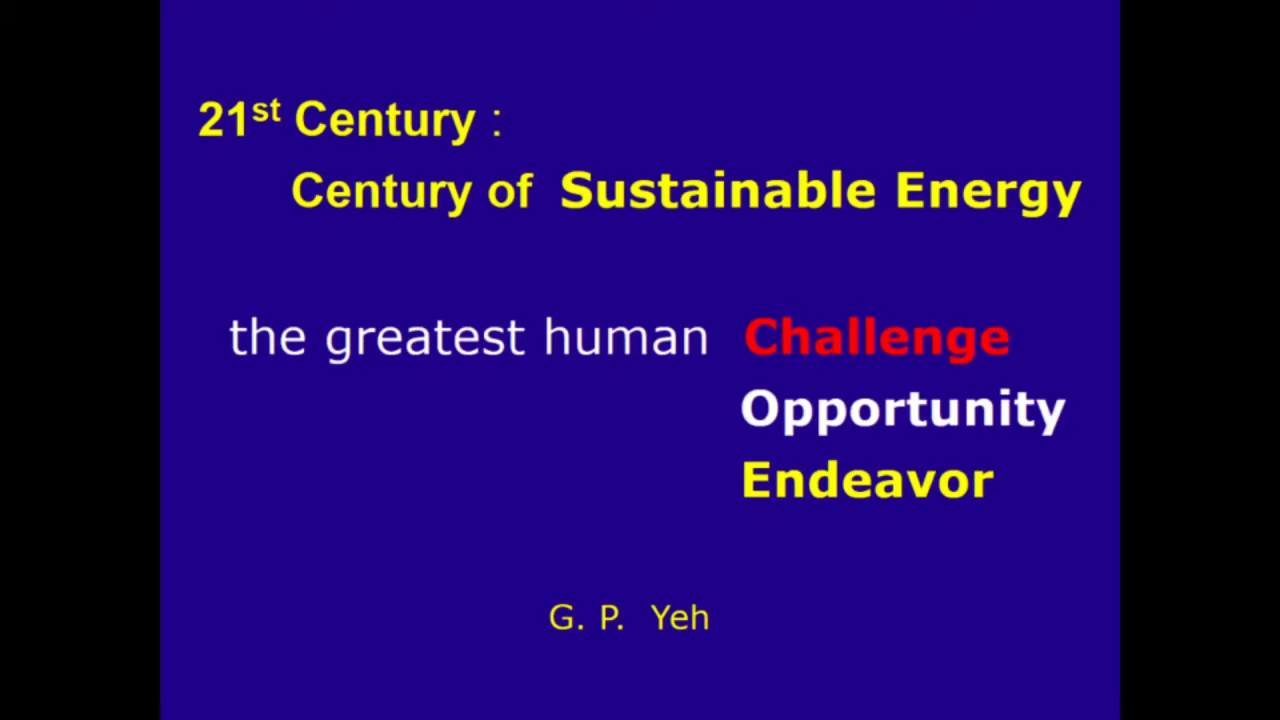 21st Century :
Century of Sustainable Energy
the greatest human Challenge
Opportunity
Endeavor
G. P. Yeh